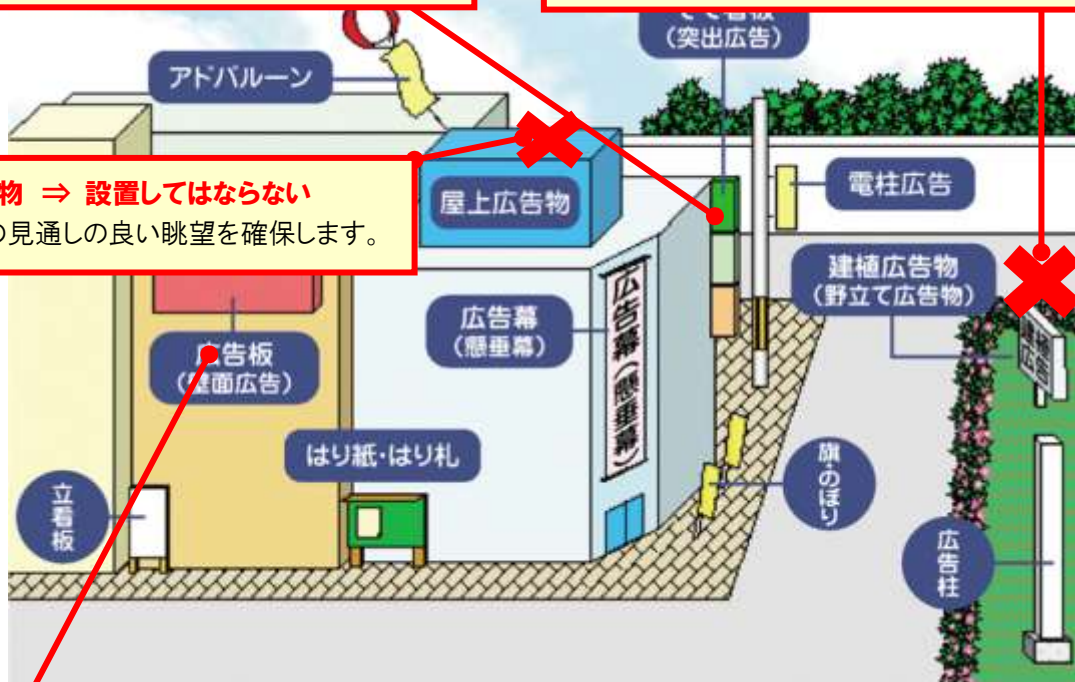 (突出広告)
アドバルーン
物 ⇒ 設置してはならない
の見通しの良い眺望を確保します。
屋上広告物
電柱広告
建植広告物
(野立て広告物)
建植
広告
広告幕
(懸垂幕)
広告幕(懸垂幕)
広告板
(壁面広告)
はり紙・はり札
立看板
旗・のぼり
広告柱